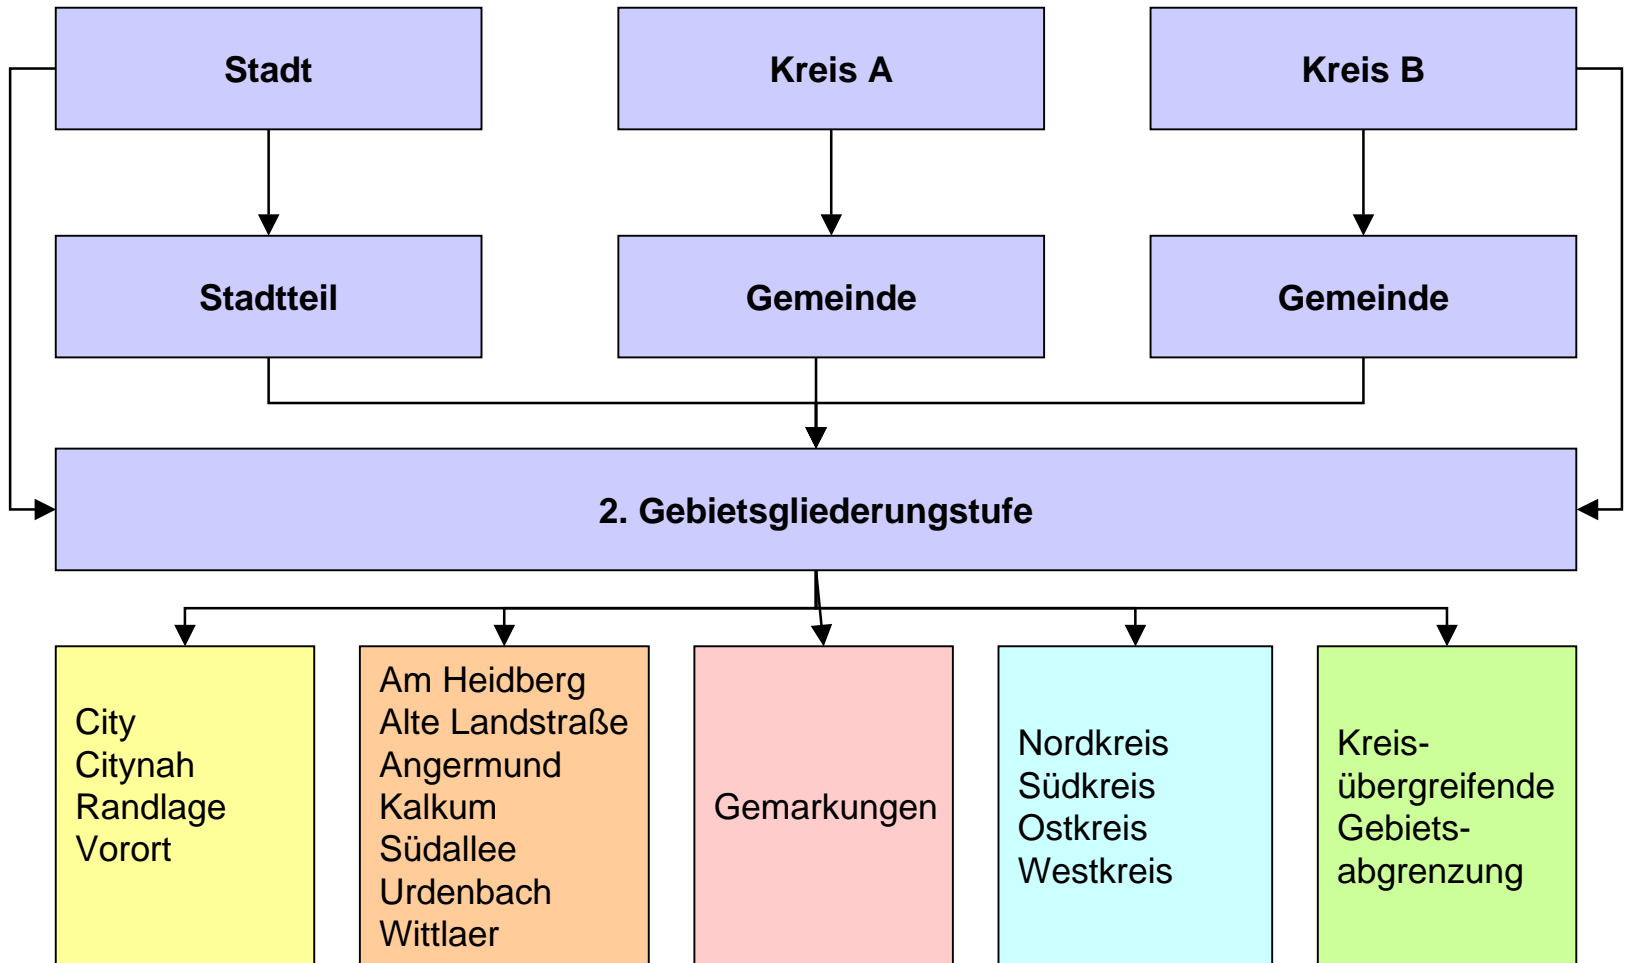 Stadt
Kreis A
Kreis B
Stadtteil
Gemeinde
Gemeinde
2. Gebietsgliederungstufe
City
Citynah
Randlage
Vorort
Am Heidberg
Alte Landstraße
Angermund
Kalkum
Südallee
Urdenbach
Wittlaer
Gemarkungen
Nordkreis
Südkreis
Ostkreis
Westkreis
Kreis-
übergreifende
Gebiets-
abgrenzung